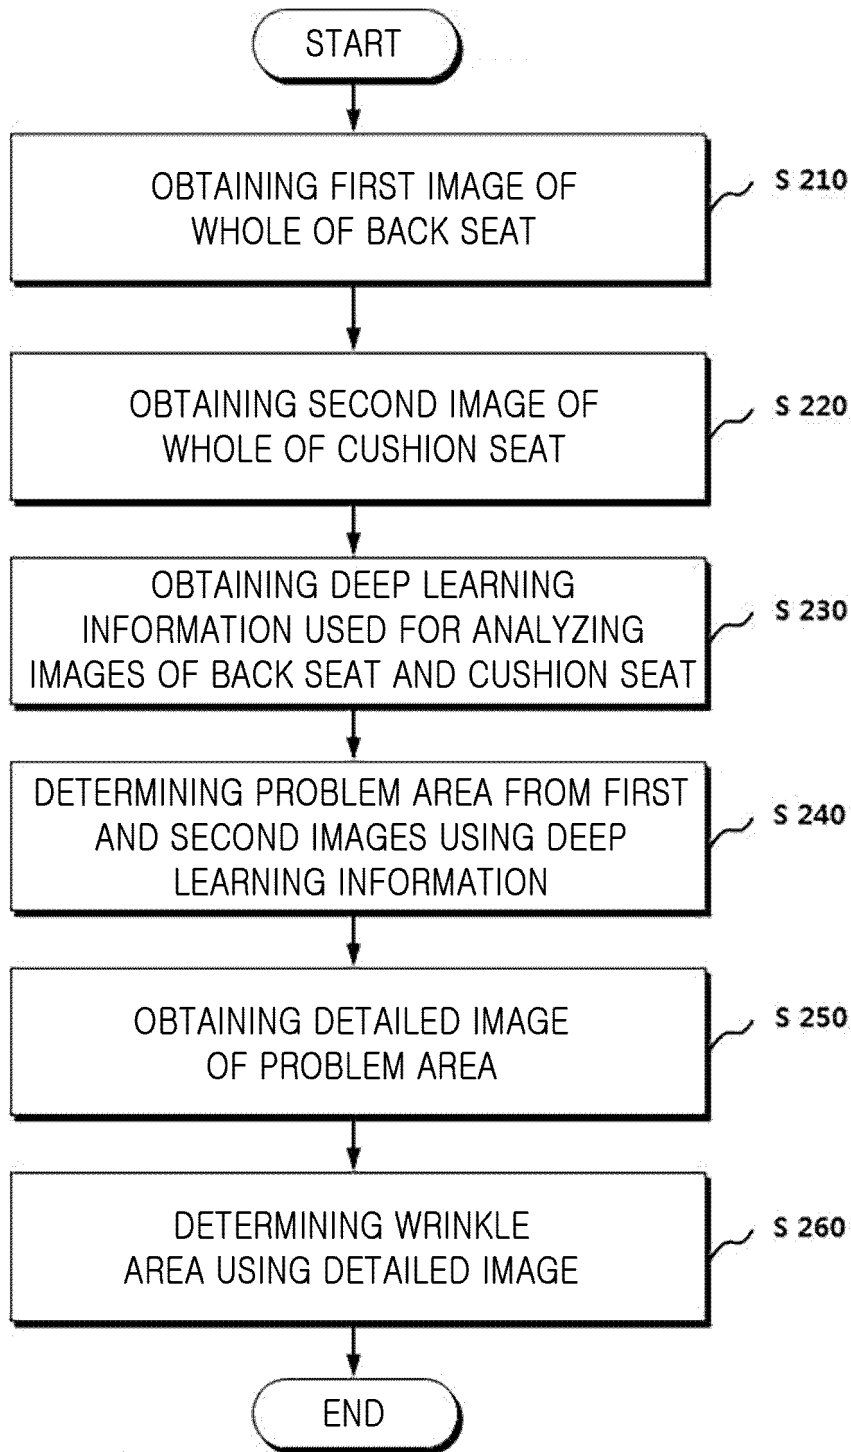 START
OBTAINING FIRST IMAGE OF
WHOLE OF BACK SEAT
S 210
OBTAINING SECOND IMAGE OF
WHOLE OF CUSHION SEAT
S 220
OBTAINING DEEP LEARNING
INFORMATION USED FOR ANALYZING
IMAGES OF BACK SEAT AND CUSHION SEAT
S 230
DETERMINING PROBLEM AREA FROM FIRST
AND SECOND IMAGES USING DEEP
LEARNING INFORMATION
S 240
OBTAINING DETAILED IMAGE
OF PROBLEM AREA
S 250
DETERMINING WRINKLE
AREA USING DETAILED IMAGE
S 260
END